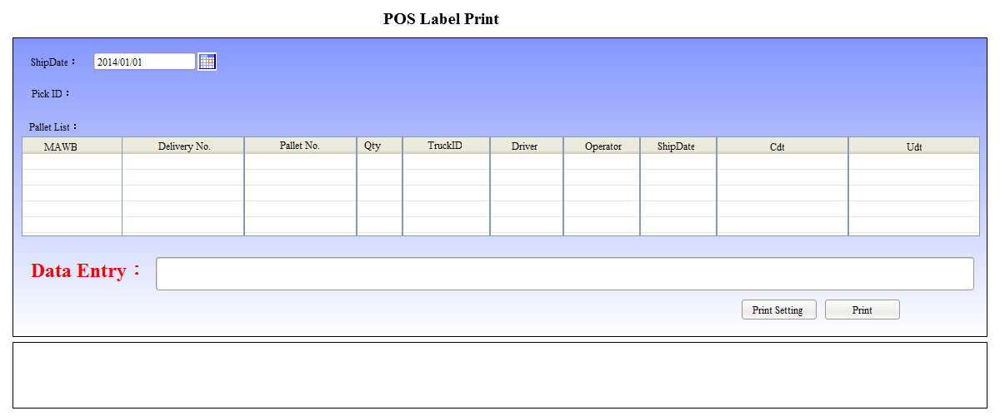 POS Label Print
ShipDate： 2014/01/01
Pick ID：
Pallet List：
MAWB Delivery No. Pallet No. Qty TruckID Driver Operator ShipDate Cdt Udt
Data Entry：
Print Setting Print